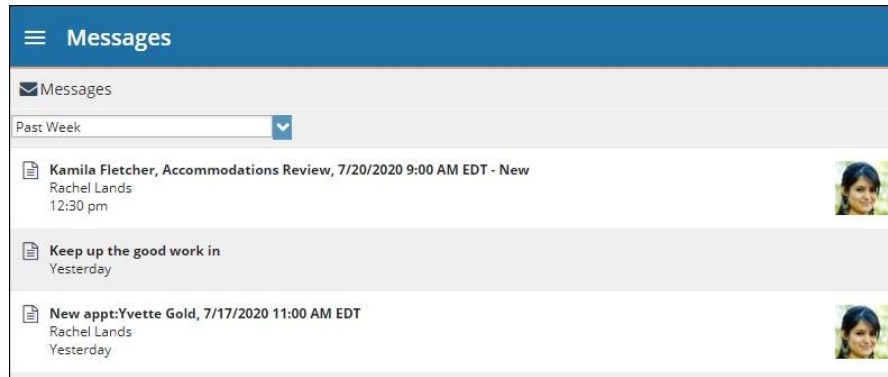 Messages
Messages
Past Week
Kamila Fletcher, Accommodations Review, 7/20/2020 9:00 AM EDT - New
Rachel Lands
12:30 pm
Keep up the good work in
Yesterday
New appt:Yvette Gold, 7/17/2020 11:00 AM EDT
Rachel Lands
Yesterday